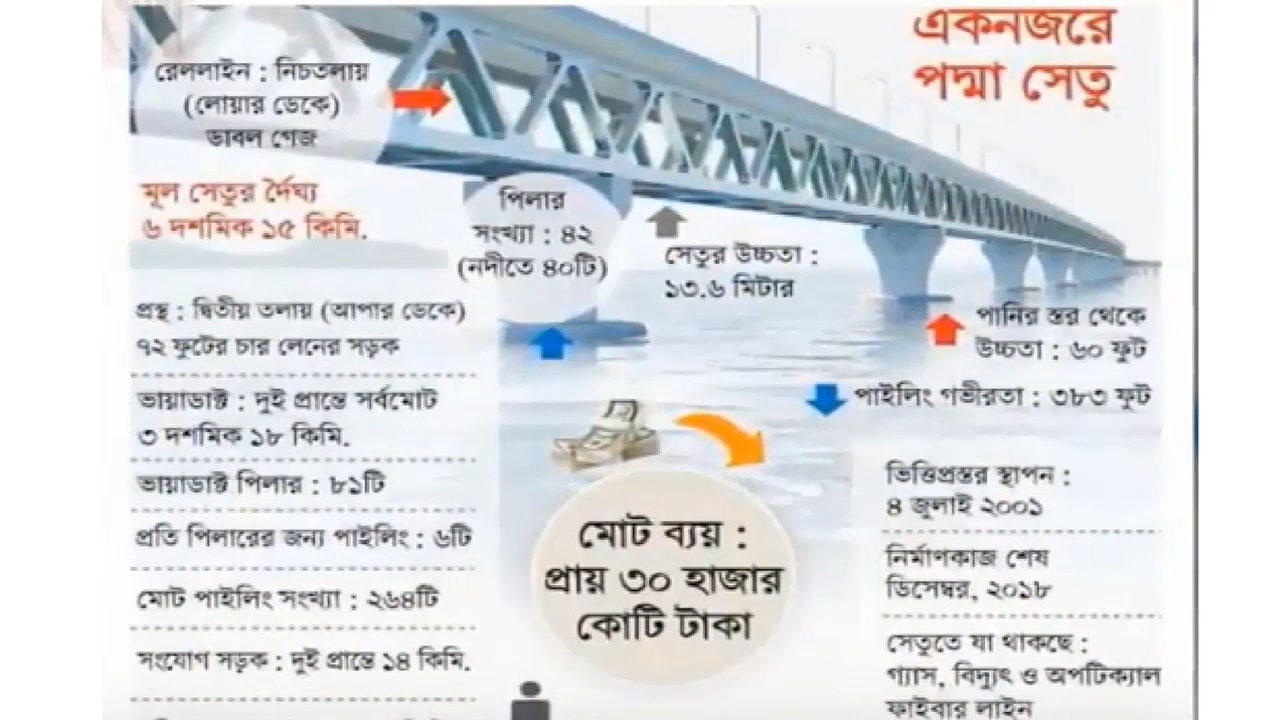 একনজরে
পদ্মা সেতু
রেললাইন : নিচতলায়
(লোয়ার ডেকে)
ডাবল গেজ
মূল সেতুর দৈর্ঘ্য
৬ দশমিক ১৫ কিমি.
পিলার
সংখ্যা : ৪২
(নদীতে ৪০টি)
সেতুর উচ্চতা :
১৩.৬ মিটার
পানির স্তর থেকে
উচ্চতা : ৬০ ফুট
পাইলিং গভীরতা : ৩৮৩ ফুট
প্রস্থ : দ্বিতীয় তলায় (আপার ডেকে)
৭২ ফুটের চার লেনের সড়ক
ভায়াডাক্ট : দুই প্রান্তে সর্বমোট
৩ দশমিক ১৮ কিমি.
ভায়াডাক্ট পিলার : ৮১টি
প্রতি পিলারের জন্য পাইলিং : ৬টি
মোট পাইলিং সংখ্যা : ২৬৪টি
সংযোগ সড়ক : দুই প্রান্তে ১৪ কিমি.
মোট ব্যয় :
প্রায় ৩০ হাজার
কোটি টাকা
ভিত্তিপ্রস্তর স্থাপন :
৪ জুলাই ২০০১
নির্মাণকাজ শেষ
ডিসেম্বর, ২০১৮
সেতুতে যা থাকছে :
গ্যাস, বিদ্যুৎ ও অপটিক্যাল
ফাইবার লাইন